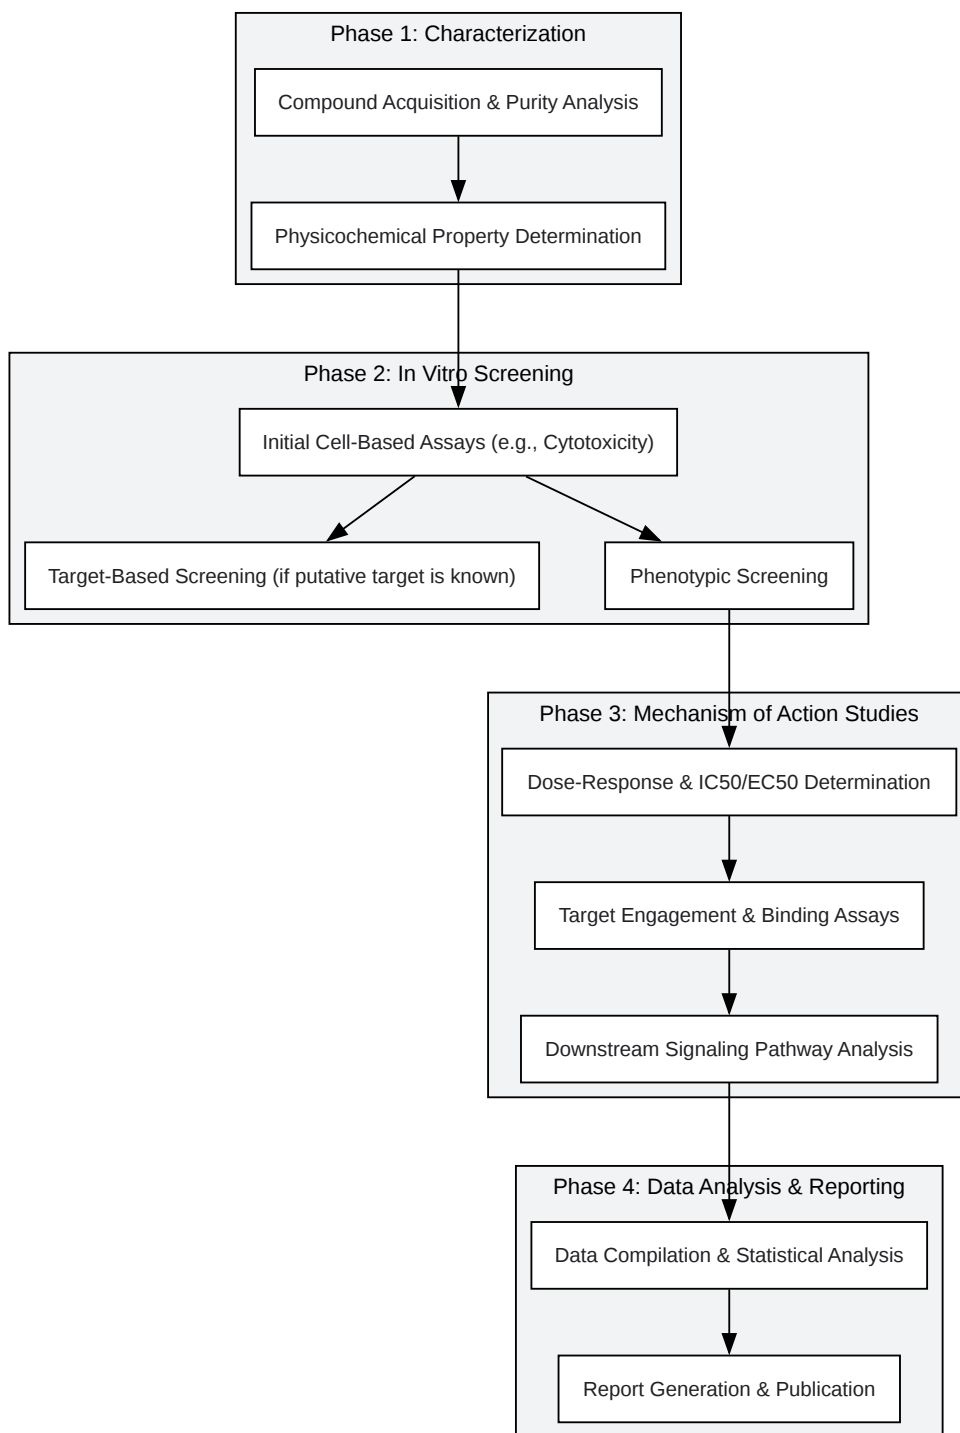 Phase 1: Characterization
Compound Acquisition & Purity Analysis
Physicochemical Property Determination
Phase 2: In Vitro Screening
Initial Cell-Based Assays (e.g., Cytotoxicity)
Target-Based Screening (if putative target is known)
Phenotypic Screening
Phase 3: Mechanism of Action Studies
Dose-Response & IC50/EC50 Determination
Target Engagement & Binding Assays
Downstream Signaling Pathway Analysis
Phase 4: Data Analysis & Reporting
Data Compilation & Statistical Analysis
Report Generation & Publication